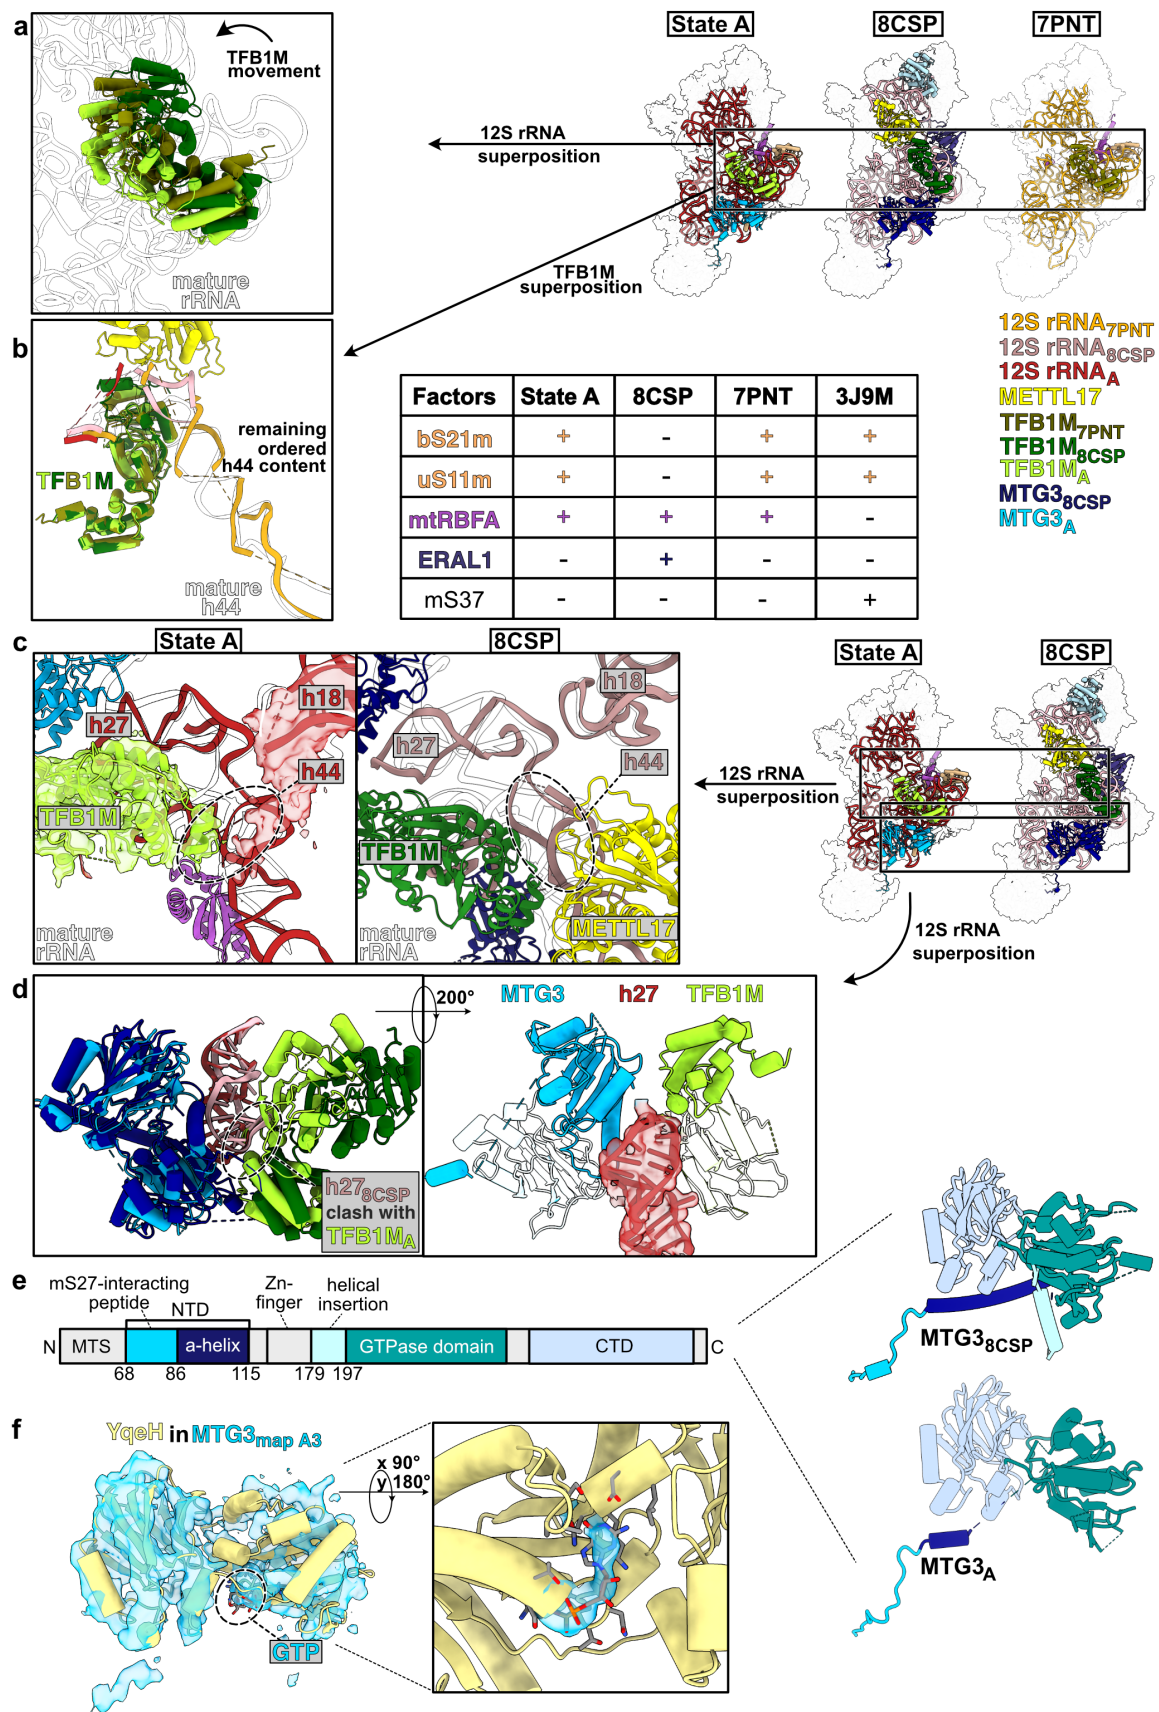 a
TFB1M
movement
mature
rRNA
12S rRNA
superposition
TFB1M
superposition
State A
8CSP
7PNT
12S rRNA7PNT
12S rRNA8CSP
12S rRNAA
METTL17
TFB1M7PNT
TFB1M8CSP
TFB1MA
MTG38CSP
MTG3A
b
TFB1M
remaining
ordered
h44 content
mature
h44
Factors State A 8CSP 7PNT 3J9M
bS21m + - + +
uS11m + - + +
mtRBFA + + + -
ERAL1 - + - -
mS37 - - - +
c
State A
8CSP
h27
h18
h44
TFB1M
mature
rRNA
h18
h27
h44
TFB1M
METTL17
mature
rRNA
12S rRNA
superposition
State A
8CSP
12S rRNA
superposition
d
200°
h278CSP
clash with
TFB1MA
MTG3
h27
TFB1M
e
mS27-interacting
peptide
NTD
Zn-
finger
helical
insertion
N MTS a-helix GTPase domain CTD C
68 86 115 179 197
MTG38CSP
MTG3A
f
YqeH in MTG3map A3
x 90°
y 180°
GTP